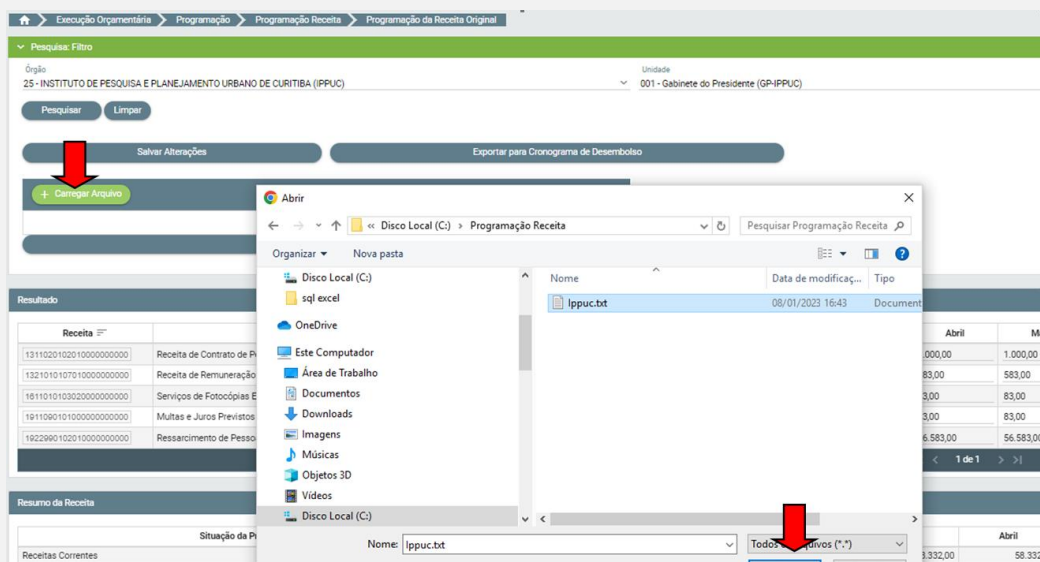 Execução Orçamentária Programação Programação Receita Programação da Receita Original
Pesquisa: Filtro
Órgão Unidade
25 - INSTITUTO DE PESQUISA E PLANEJAMENTO URBANO DE CURITIBA (IPPUC) 001 - Gabinete do Presidente (GP-IPPUC)
Pesquisar Limpar
Salvar Alterações Exportar para Cronograma de Desembolso
+ Carregar Arquivo
Abrir
« Disco Local (C:) › Programação Receita Pesquisar Programação Receita
Organizar Nova pasta
Disco Local (C:)
sql excel
OneDrive
Este Computador
Área de Trabalho
Documentos
Downloads
Imagens
Músicas
Objetos 3D
Vídeos
Disco Local (C:)
Nome Data de modificaç... Tipo
Ippuc.txt 08/01/2023 16:43 Document
Nome: Ippuc.txt
Resultado
Receita Abril
1311020102010000000000 Receita de Contrato de P .000,00 1.000,00
1321010107010000000000 Receita de Remuneração 83,00 583,00
1611010103020000000000 Serviços de Fotocópias E 3,00 83,00
1911090101000000000000 Multas e Juros Previstos 3,00 83,00
1922990102010000000000 Ressarcimento de Pesso 6.583,00 56.583,00
1 de 1
Resumo da Receita
Situação da Abril
Receitas Correntes .332,00 58.332